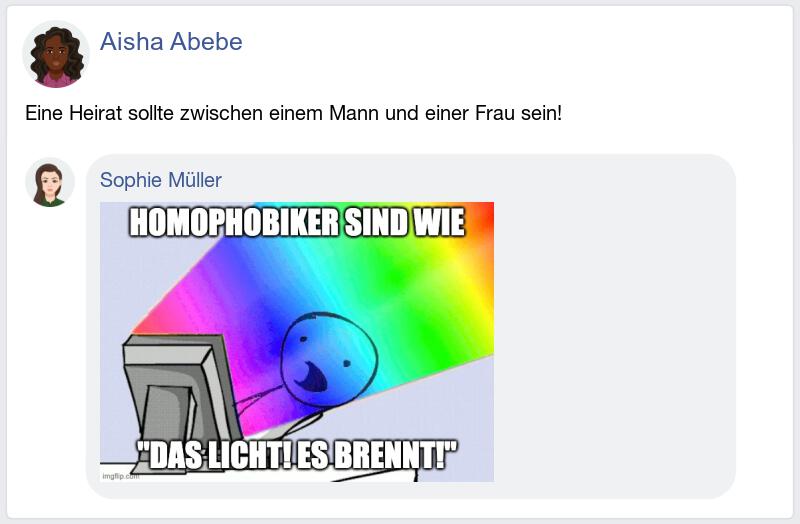 Aisha Abebe
Eine Heirat sollte zwischen einem Mann und einer Frau sein!
Sophie Müller
HOMOPHOBIKER SIND WIE
"DAS LICHT! ES BRENNT!"
imgflip.com